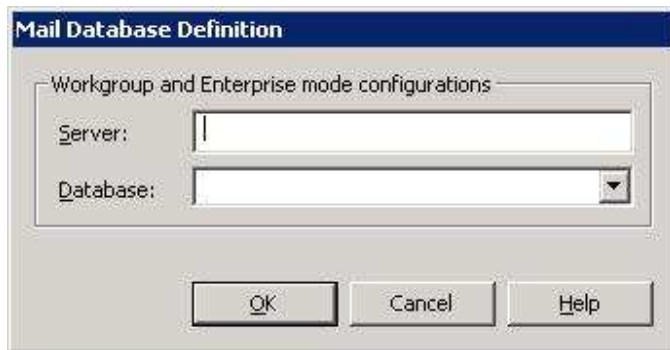 Mail Database Definition
Workgroup and Enterprise mode configurations
Server:
Database:
OK Cancel Help